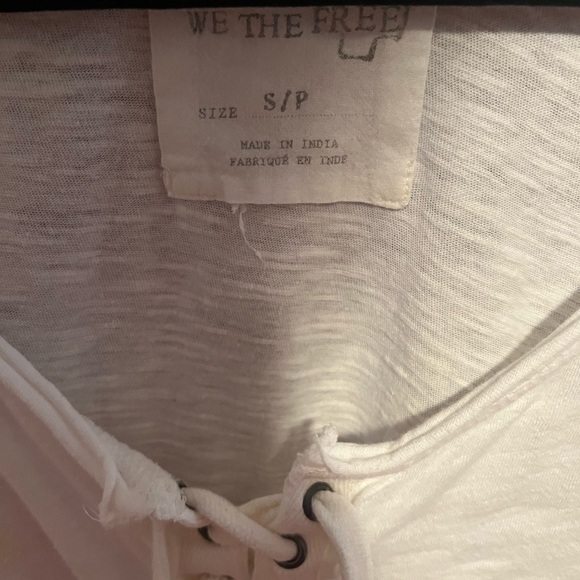 WE THE FREE
SIZE S/P
MADE IN INDIA
FABRIQUÉ EN INDE